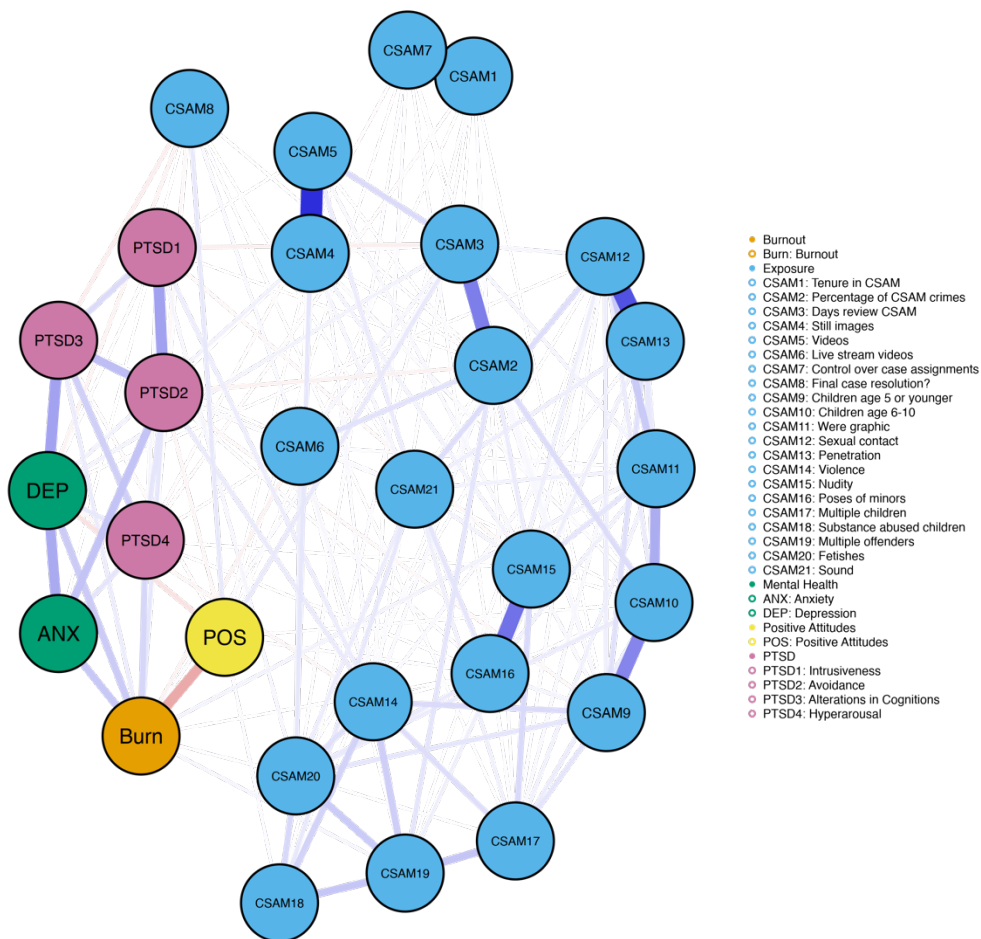 CSAM7
CSAM1
CSAM8
CSAM5
PTSD1
CSAM4
CSAM3
CSAM12
PTSD3
CSAM13
PTSD2
CSAM2
CSAM6
CSAM11
DEP
CSAM21
PTSD4
CSAM15
CSAM10
ANX
POS
CSAM16
CSAM14
CSAM9
Burn
CSAM20
CSAM17
CSAM19
CSAM18
Burnout
Burn: Burnout
Exposure
CSAM1: Tenure in CSAM
CSAM2: Percentage of CSAM crimes
CSAM3: Days review CSAM
CSAM4: Still images
CSAM5: Videos
CSAM6: Live stream videos
CSAM7: Control over case assignments
CSAM8: Final case resolution?
CSAM9: Children age 5 or younger
CSAM10: Children age 6-10
CSAM11: Were graphic
CSAM12: Sexual contact
CSAM13: Penetration
CSAM14: Violence
CSAM15: Nudity
CSAM16: Poses of minors
CSAM17: Multiple children
CSAM18: Substance abused children
CSAM19: Multiple offenders
CSAM20: Fetishes
CSAM21: Sound
Mental Health
ANX: Anxiety
DEP: Depression
Positive Attitudes
POS: Positive Attitudes
PTSD
PTSD1: Intrusiveness
PTSD2: Avoidance
PTSD3: Alterations in Cognitions
PTSD4: Hyperarousal